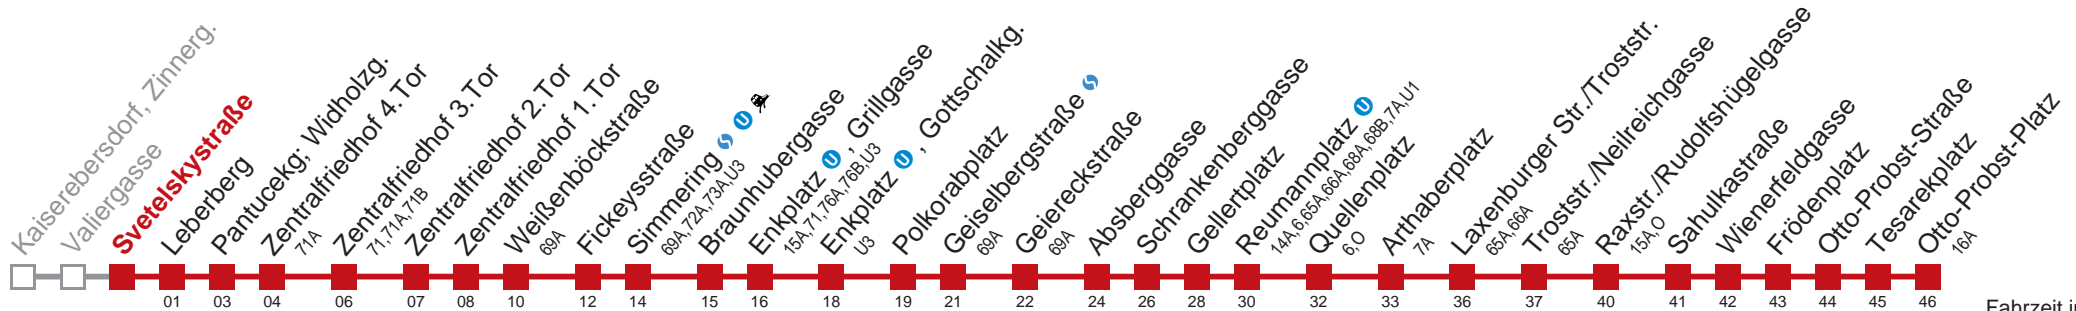 Kaiserebersdorf, Zinnerg.
Valiergasse
Svetelskystraße
Leberberg
Pantucekg; Widholzg.
Zentralfriedhof 4.Tor
71A
Zentralfriedhof 3.Tor
71,71A,71B
Zentralfriedhof 2.Tor
Zentralfriedhof 1.Tor
Weißenböckstraße
69A
Fickeysstraße
Simmering S U
69A,72A,73A,U3
Braunhubergasse
Enkplatz U , Grillgasse
15A,71,76A,76B,U3
Enkplatz U , Gottschalkg.
U3
Polkorabplatz
Geiselbergstraße S
69A
Geiereckstraße
69A
Absberggasse
Schrankenberggasse
Gellertplatz
Reumannplatz U
14A,6,65A,66A,68A,68B,7A,U1
Quellenplatz
6,O
Arthaberplatz
7A
Laxenburger Str./Troststr.
65A,66A
Troststr./Neilreichgasse
65A
Raxstr./Rudolfshügelgasse
15A,O
Sahulkastraße
Wienerfeldgasse
Frödenplatz
Otto-Probst-Straße
Tesarekplatz
Otto-Probst-Platz
16A
01 03 04 06 07 08 10 12 14 15 16 18 19 21 22 24 26 28 30 32 33 36 37 40 41 42 43 44 45 46
Fahrzeit